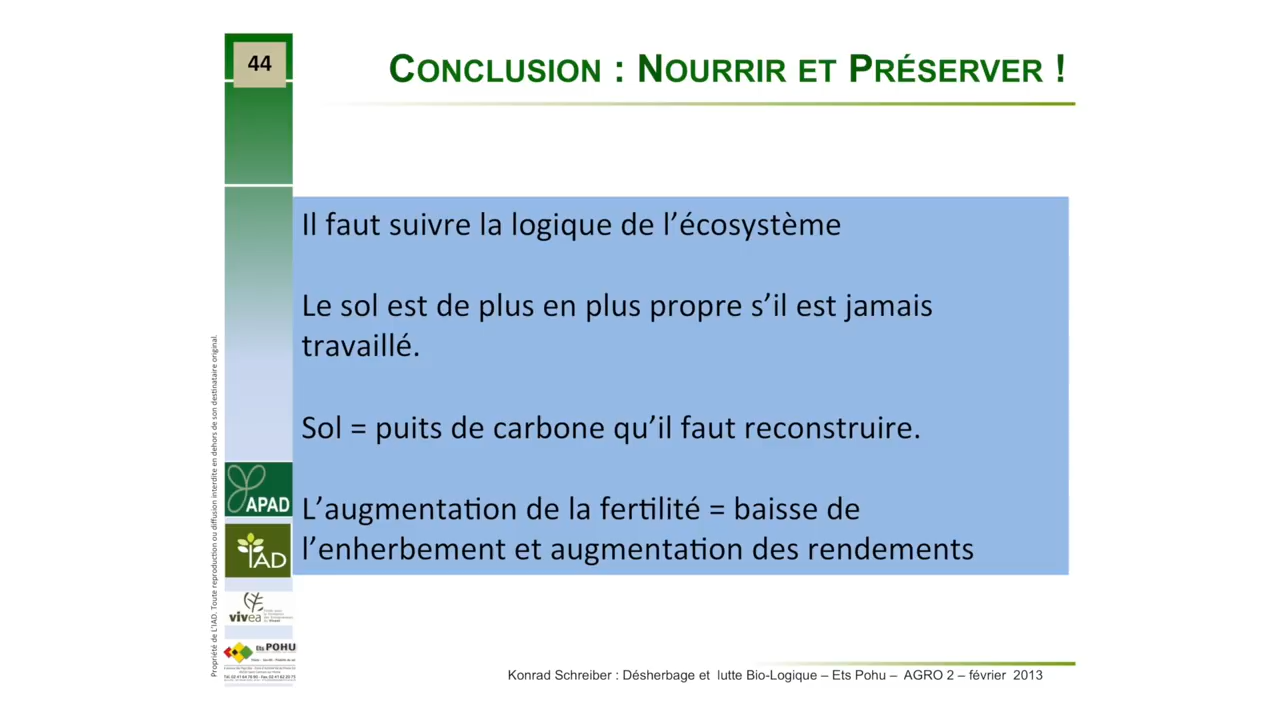 44
CONCLUSION : NOURRIR ET PRÉSERVER !
Il faut suivre la logique de l'écosystème
Le sol est de plus en plus propre s'il est jamais
travaillé.
Sol = puits de carbone qu'il faut reconstruire.
L'augmentation de la fertilité = baisse de
l'enherbement et augmentation des rendements
Propriété de L'IAD. Toute reproduction ou diffusion interdite en dehors de son destinataire original.
APAD
IAD
vivea
Ets POHU
Konrad Schreiber : Désherbage et lutte Bio-Logique – Ets Pohu – AGRO 2 – février 2013